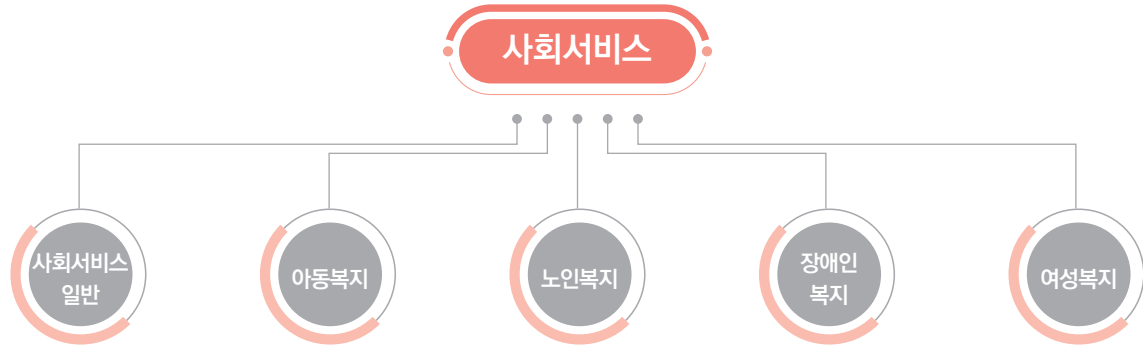 사회서비스
사회서비스
일반
아동복지
노인복지
장애인
복지
여성복지